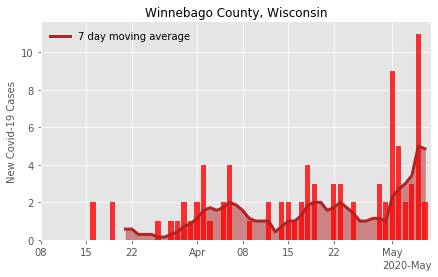 Winnebago County, Wisconsin
7 day moving average
New Covid-19 Cases
10
8
6
4
2
0
08 15 22 Apr 08 15 22 May
2020-May